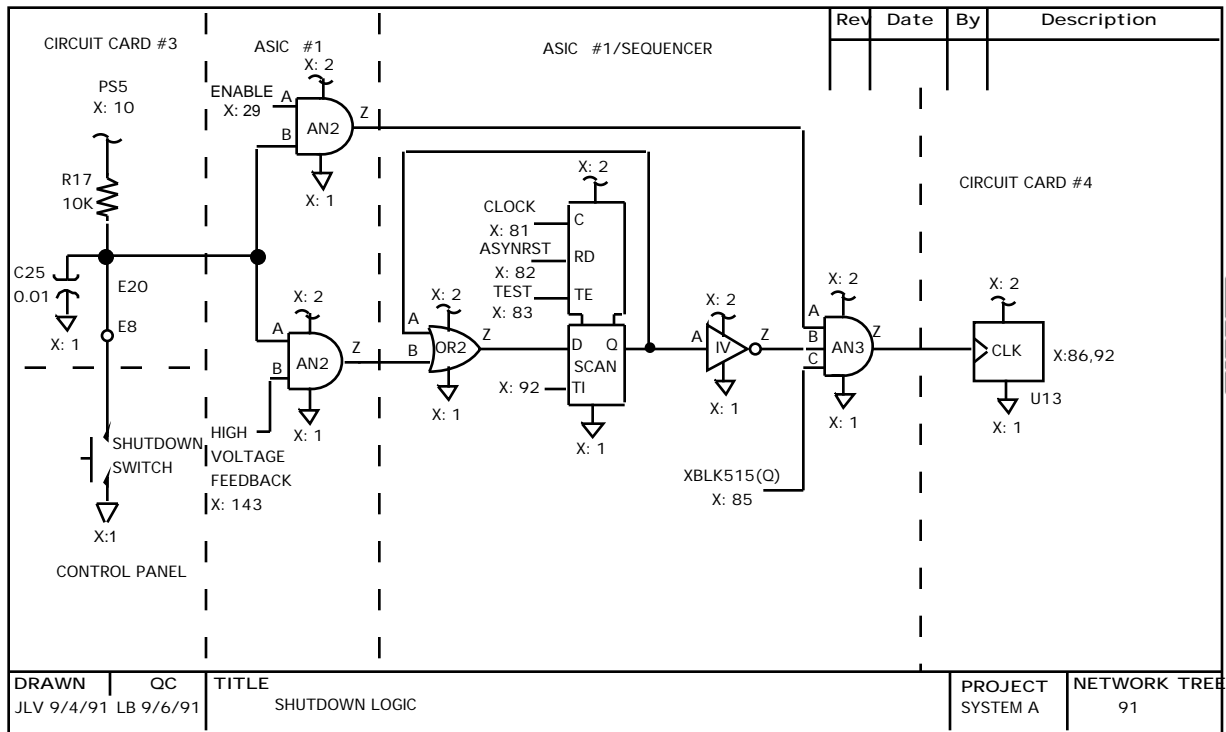 Rev Date By Description
CIRCUIT CARD #3
ASIC #1
ASIC #1/SEQUENCER
CIRCUIT CARD #4
PS5
X: 10
R17
10K
C25
0.01
X: 1
E20
E8
SHUTDOWN
SWITCH
X:1
CONTROL PANEL
X: 2
ENABLE
X: 29
A
B
AN2
Z
X: 1
X: 2
A
B
AN2
Z
X: 1
HIGH
VOLTAGE
FEEDBACK
X: 143
X: 2
A
B
OR2
Z
X: 1
X: 2
CLOCK
X: 81
C
ASYNRST
X: 82
RD
TEST
X: 83
TE
D Q
SCAN
X: 92
TI
X: 1
X: 2
A
IV
Z
X: 1
X: 2
A
B
C
AN3
Z
X: 1
XBLK515(Q)
X: 85
X: 2
CLK
X:86,92
U13
X: 1
DRAWN QC
JLV 9/4/91 LB 9/6/91
TITLE
SHUTDOWN LOGIC
PROJECT
SYSTEM A
NETWORK TREE
91